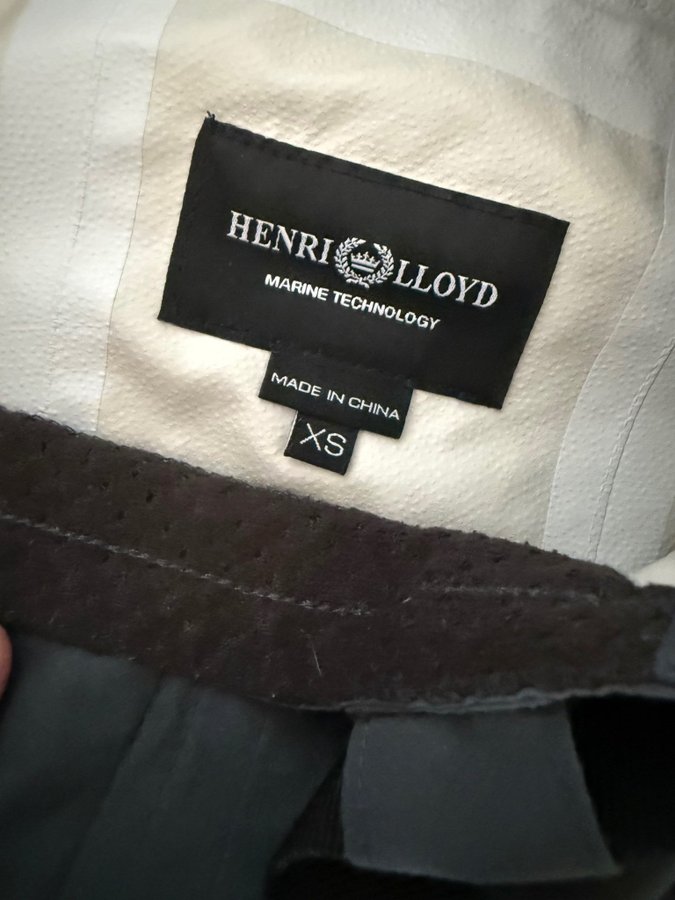 HENRI LLOYD
MARINE TECHNOLOGY
MADE IN CHINA
XS